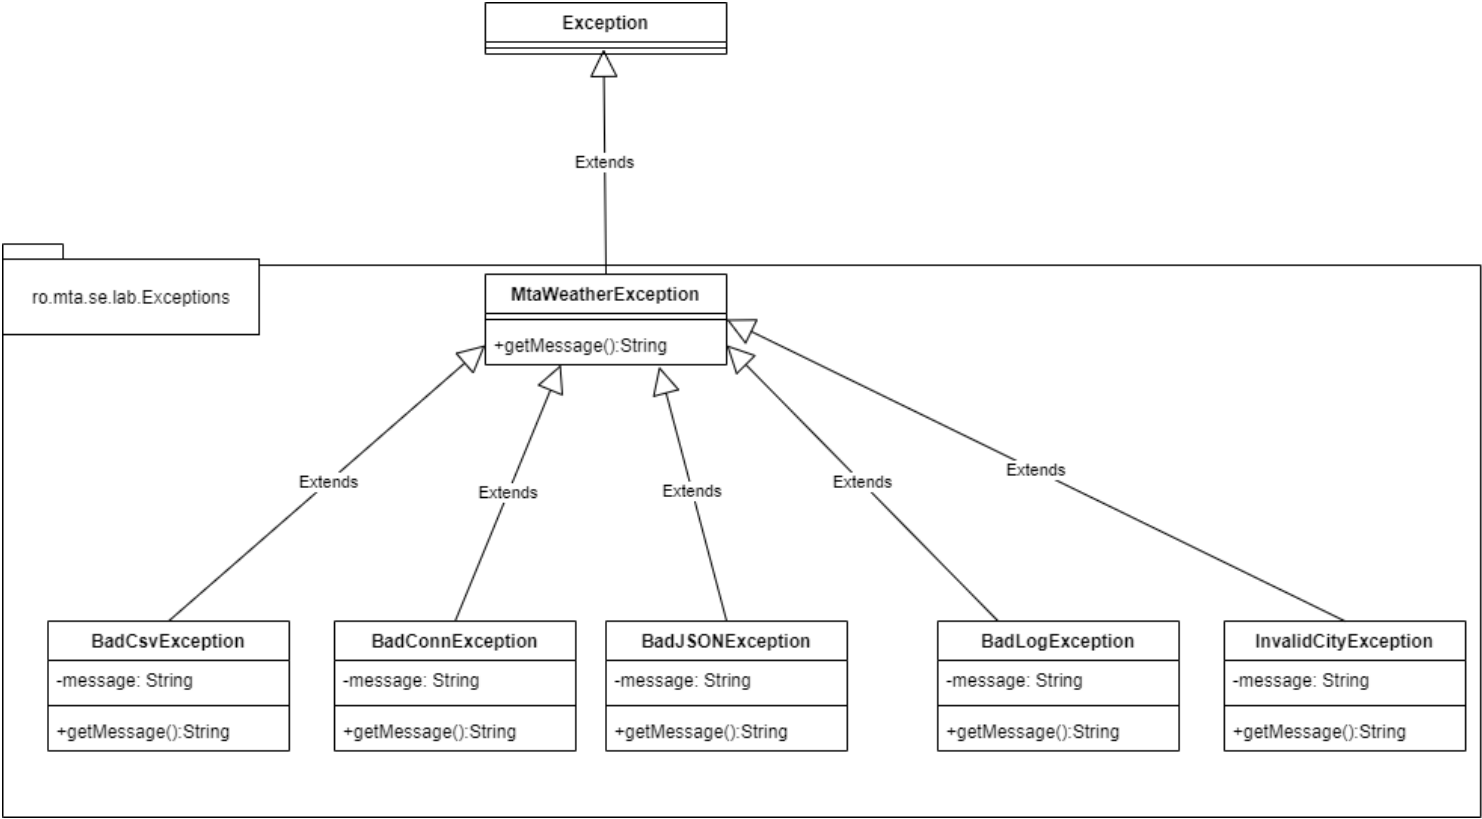 Exception
Extends
ro.mta.se.lab.Exceptions
MtaWeatherException
+getMessage():String
Extends
Extends
Extends
Extends
Extends
BadCsvException
-message: String
+getMessage():String
BadConnException
-message: String
+getMessage():String
BadJSONException
-message: String
+getMessage():String
BadLogException
-message: String
+getMessage():String
InvalidCityException
-message: String
+getMessage():String